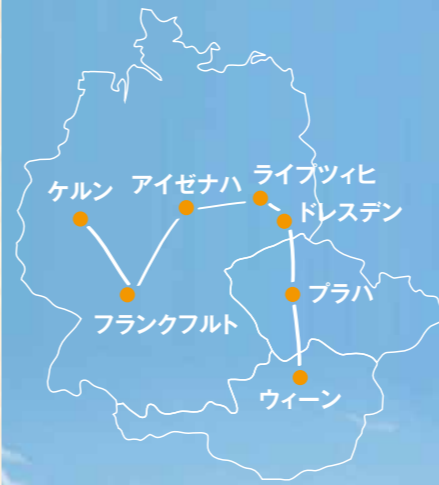 ケルン
アイゼナハ
ライプツィヒ
ドレスデン
フランクフルト
プラハ
ウィーン